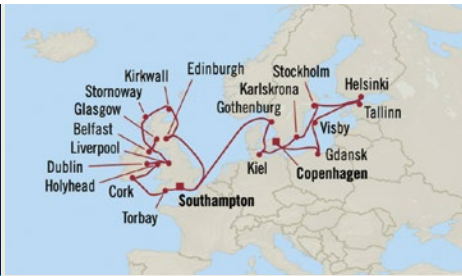 Kirkwall
Edinburgh
Stornoway
Glasgow
Belfast
Liverpool
Dublin
Holyhead
Cork
Torbay
Southampton
Stockholm
Karlskrona
Gothenburg
Helsinki
Tallinn
Visby
Gdansk
Kiel
Copenhagen